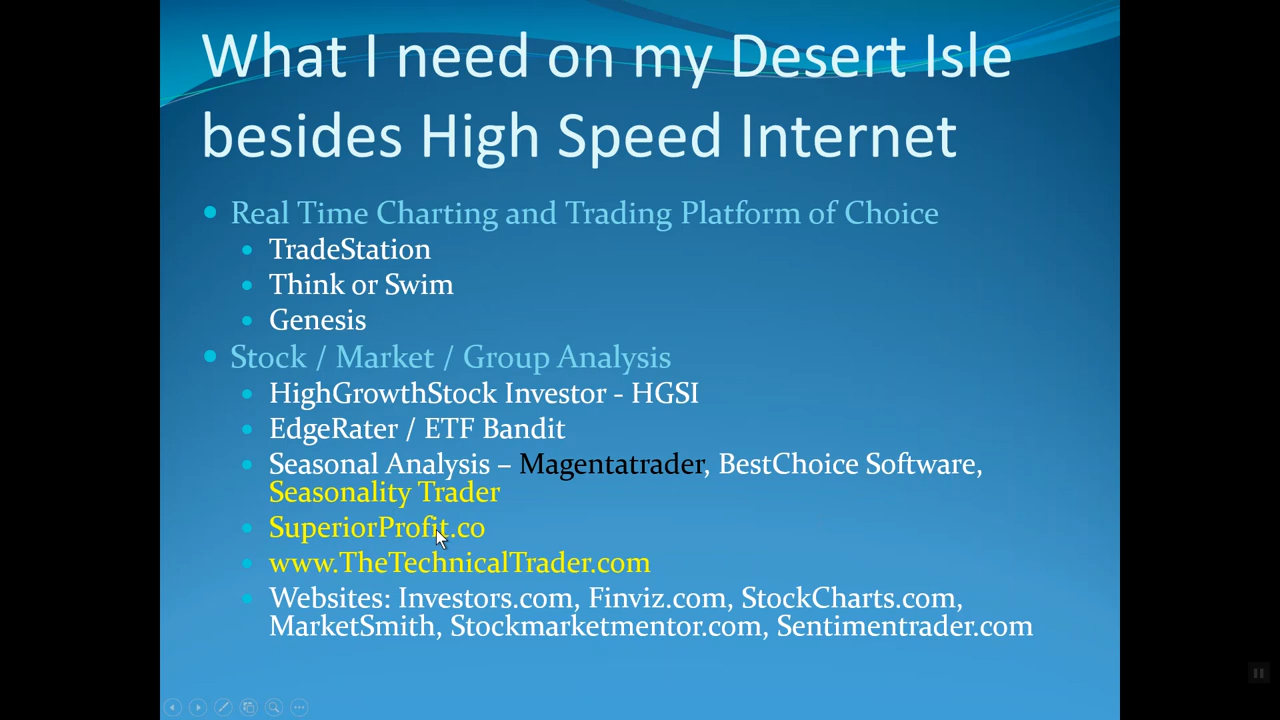 What I need on my Desert Isle
besides High Speed Internet
Real Time Charting and Trading Platform of Choice
TradeStation
Think or Swim
Genesis
Stock / Market / Group Analysis
HighGrowthStock Investor - HGSI
EdgeRater / ETF Bandit
Seasonal Analysis – Magentatrader, BestChoice Software,
Seasonality Trader
SuperiorProfit.co
www.TheTechnicalTrader.com
Websites: Investors.com, Finviz.com, StockCharts.com,
MarketSmith, Stockmarketmentor.com, Sentimentrader.com